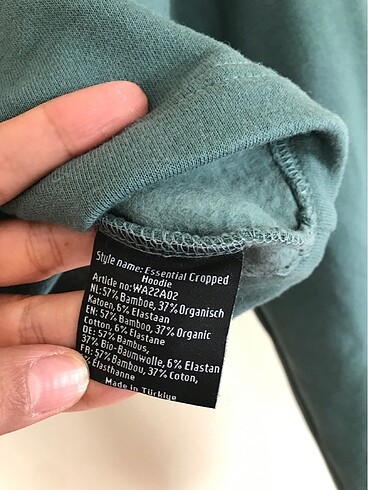 Style name: Essential Cropped
Hoodie
Article no: WA22A02
NL: 57% Bamboe, 37% Organisch
Katoen, 6% Elastaan
EN: 57% Bamboo, 37% Organic
Cotton, 6% Elastane
DE: 57% Bambus,
37% Bio-Baumwolle, 6% Elastan
FR: 57% Bambou, 37% Coton,
% Elasthanne
Made in Türkiye